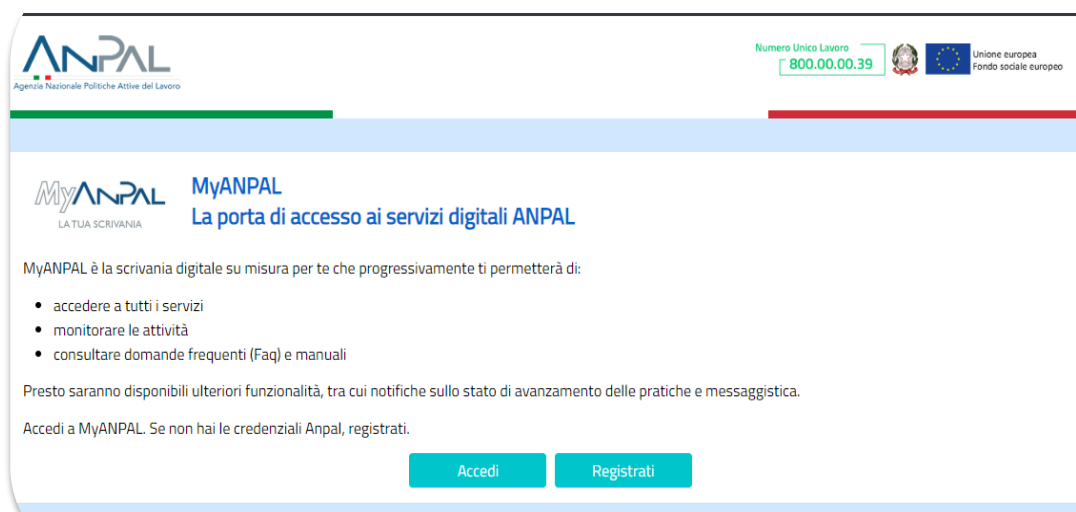 ANPAL
Agenzia Nazionale Politiche Attive del Lavoro
Numero Unico Lavoro
800.00.00.39
Unione europea
Fondo sociale europeo
MyANPAL
LA TUA SCRIVANIA
MyANPAL
La porta di accesso ai servizi digitali ANPAL
MyANPAL è la scrivania digitale su misura per te che progressivamente ti permetterà di:
• accedere a tutti i servizi
• monitorare le attività
• consultare domande frequenti (Faq) e manuali
Presto saranno disponibili ulteriori funzionalità, tra cui notifiche sullo stato di avanzamento delle pratiche e messaggistica.
Accedi a MyANPAL. Se non hai le credenziali Anpal, registrati.
Accedi
Registrati